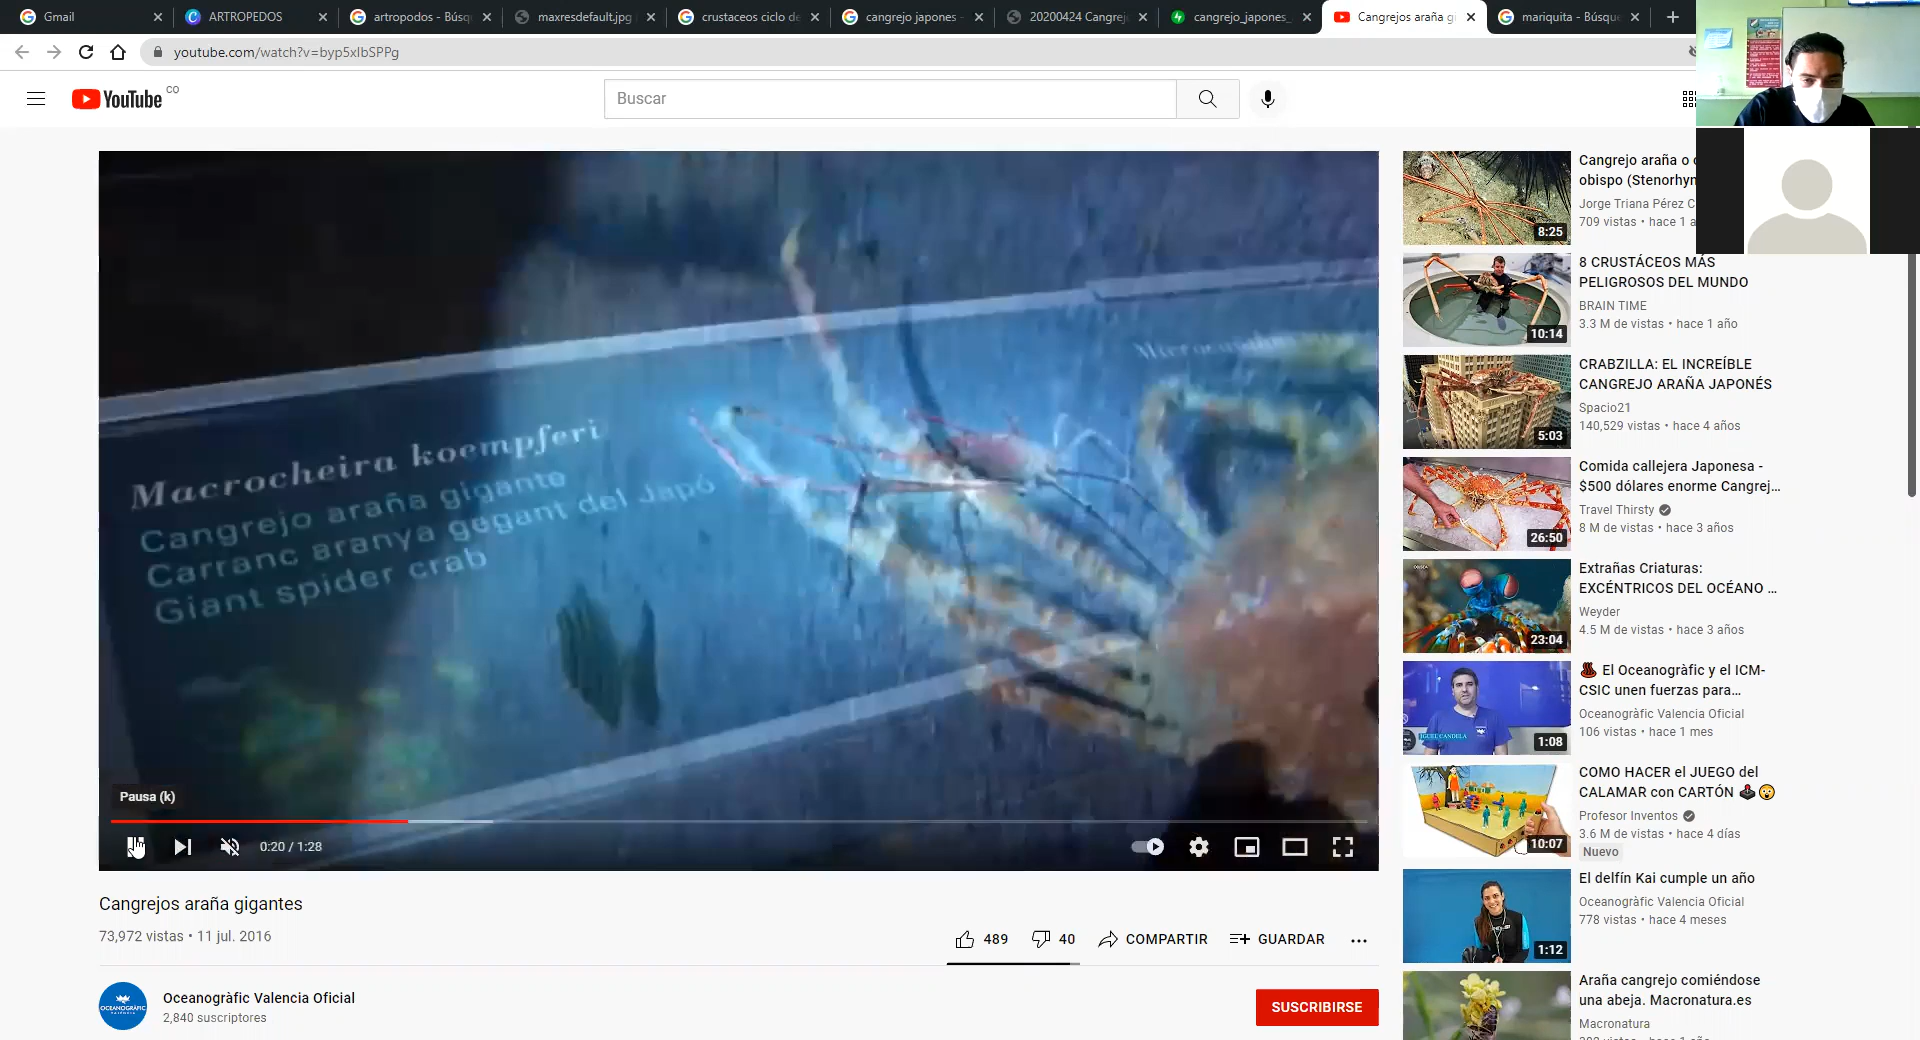 Gmail
ARTROPEDOS
artropodos - Búsqu
maxresdefault.jpg
crustaceos ciclo de
cangrejo japones -
20200424 Cangrej
cangrejo_japones_
Cangrejos araña g
mariquita - Búsque
youtube.com/watch?v=byp5xIbSPPg
YouTube CO
Buscar
Macrocheira koempferi
Cangrejo araña gigante
Carranc aranya gegant del Japó
Giant spider crab
Pausa (k)
0:20 / 1:28
Cangrejos araña gigantes
73,972 vistas • 11 jul. 2016
489
40
COMPARTIR
GUARDAR
OCEANOGRÀFIC
VALENCIA
Oceanogràfic Valencia Oficial
2,840 suscriptores
SUSCRIBIRSE
Cangrejo araña o
obispo (Stenorhyn
Jorge Triana Pérez C
709 vistas • hace 1 a
8:25
8 CRUSTÁCEOS MÁS
PELIGROSOS DEL MUNDO
BRAIN TIME
3.3 M de vistas • hace 1 año
10:14
CRABZILLA: EL INCREÍBLE
CANGREJO ARAÑA JAPONÉS
Spacio21
140,529 vistas • hace 4 años
5:03
Comida callejera Japonesa -
$500 dólares enorme Cangrej...
Travel Thirsty
8 M de vistas • hace 3 años
26:50
Extrañas Criaturas:
EXCÉNTRICOS DEL OCÉANO ...
Weyder
4.5 M de vistas • hace 3 años
23:04
El Oceanogràfic y el ICM-
CSIC unen fuerzas para...
Oceanogràfic Valencia Oficial
106 vistas • hace 1 mes
1:08
COMO HACER el JUEGO del
CALAMAR con CARTÓN 🕹️😲
Profesor Inventos
3.6 M de vistas • hace 4 días
Nuevo
10:07
El delfín Kai cumple un año
Oceanogràfic Valencia Oficial
778 vistas • hace 4 meses
1:12
Araña cangrejo comiéndose
una abeja. Macronatura.es
Macronatura